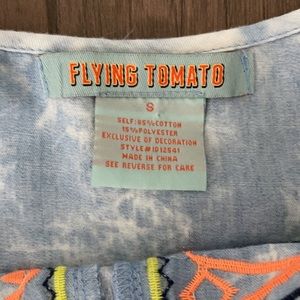 FLYING TOMATO
S
SELF: 85% COTTON
15% POLYESTER
EXCLUSIVE OF DECORATION
STYLE# ID12541
MADE IN CHINA
SEE REVERSE FOR CARE